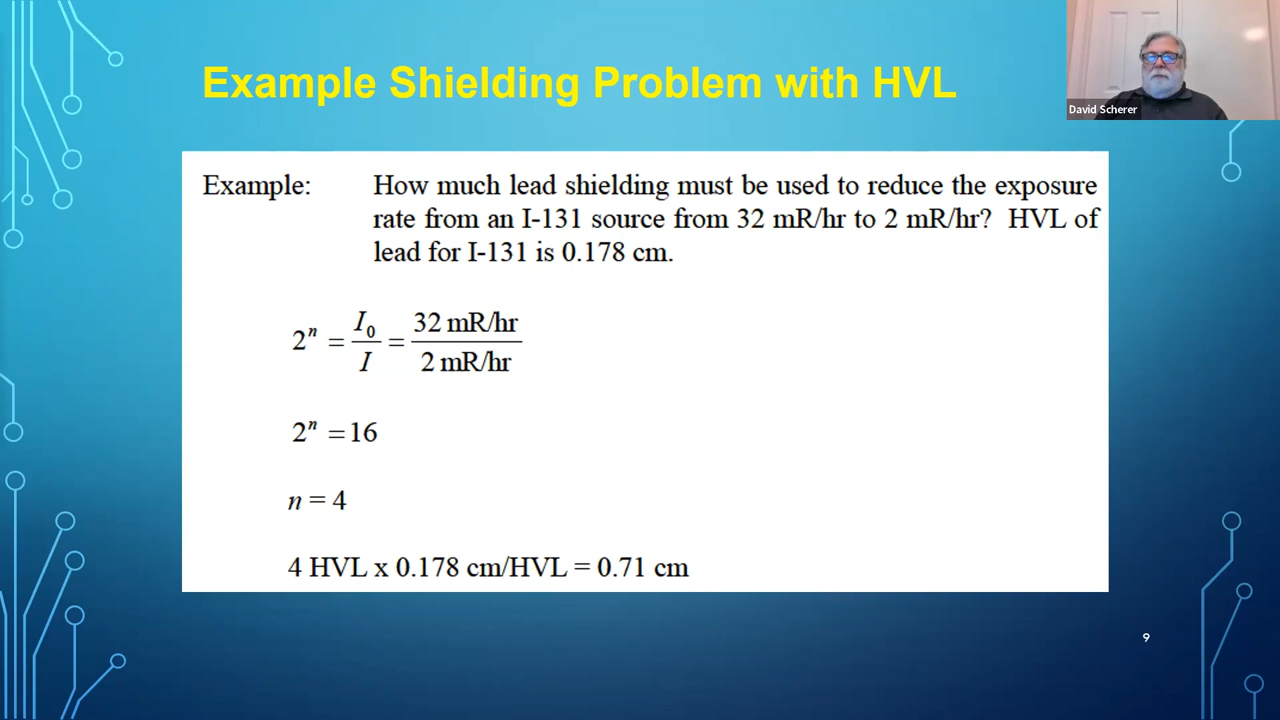 Example Shielding Problem with HVL
David Scherer
Example: How much lead shielding must be used to reduce the exposure
rate from an I-131 source from 32 mR/hr to 2 mR/hr? HVL of
lead for I-131 is 0.178 cm.
2ⁿ = I₀/I = 32 mR/hr / 2 mR/hr
2ⁿ = 16
n = 4
4 HVL x 0.178 cm/HVL = 0.71 cm
9